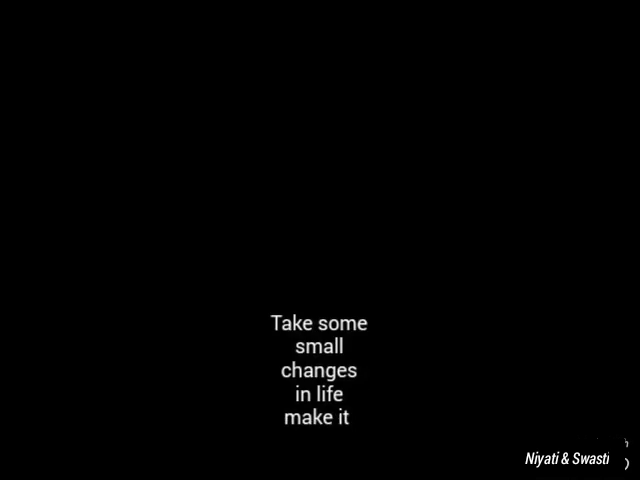 Take some
small
changes
in life
make it
Niyati & Swasti